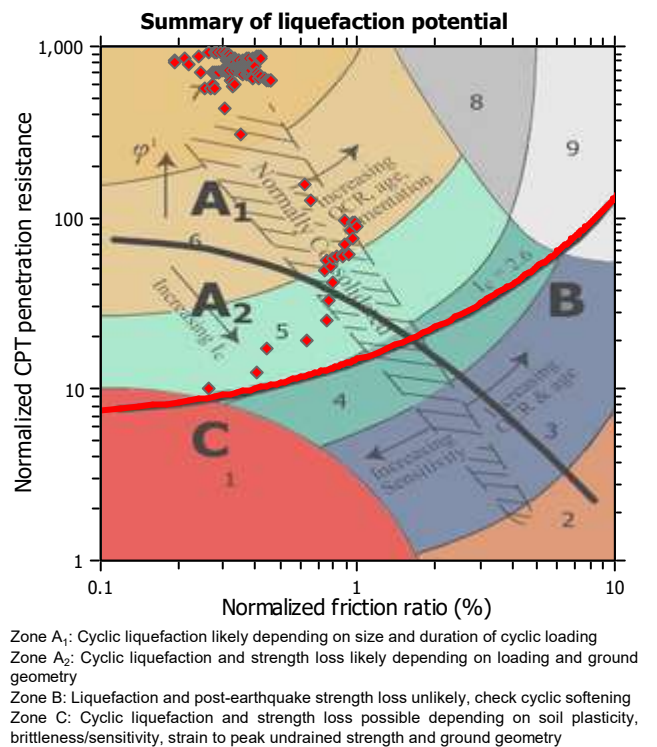 Summary of liquefaction potential
Normalized CPT penetration resistance
1,000
100
10
1
0.1
1
10
Normalized friction ratio (%)
7
8
9
φ'
Increasing
OCR, age,
cementation
Normally Consolidated
A1
6
A2
Increasing Ic
5
Ic = 2.6
B
4
Increasing
OCR & age
3
C
Increasing
Sensitivity
1
2
Zone A1: Cyclic liquefaction likely depending on size and duration of cyclic loading
Zone A2: Cyclic liquefaction and strength loss likely depending on loading and ground
geometry
Zone B: Liquefaction and post-earthquake strength loss unlikely, check cyclic softening
Zone C: Cyclic liquefaction and strength loss possible depending on soil plasticity,
brittleness/sensitivity, strain to peak undrained strength and ground geometry